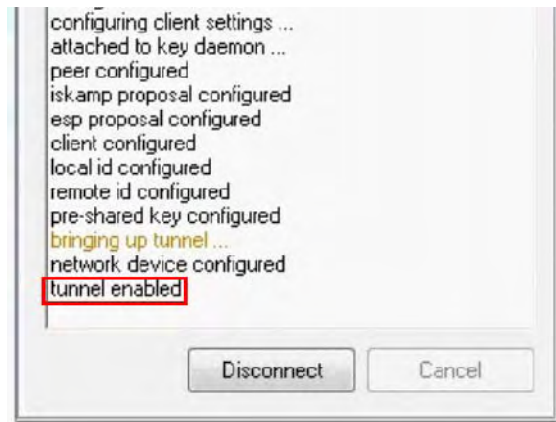 configuring client settings ...
attached to key daemon ...
peer configured
iskamp proposal configured
esp proposal configured
client configured
local id configured
remote id configured
pre-shared key configured
bringing up tunnel ...
network device configured
tunnel enabled
Disconnect
Cancel